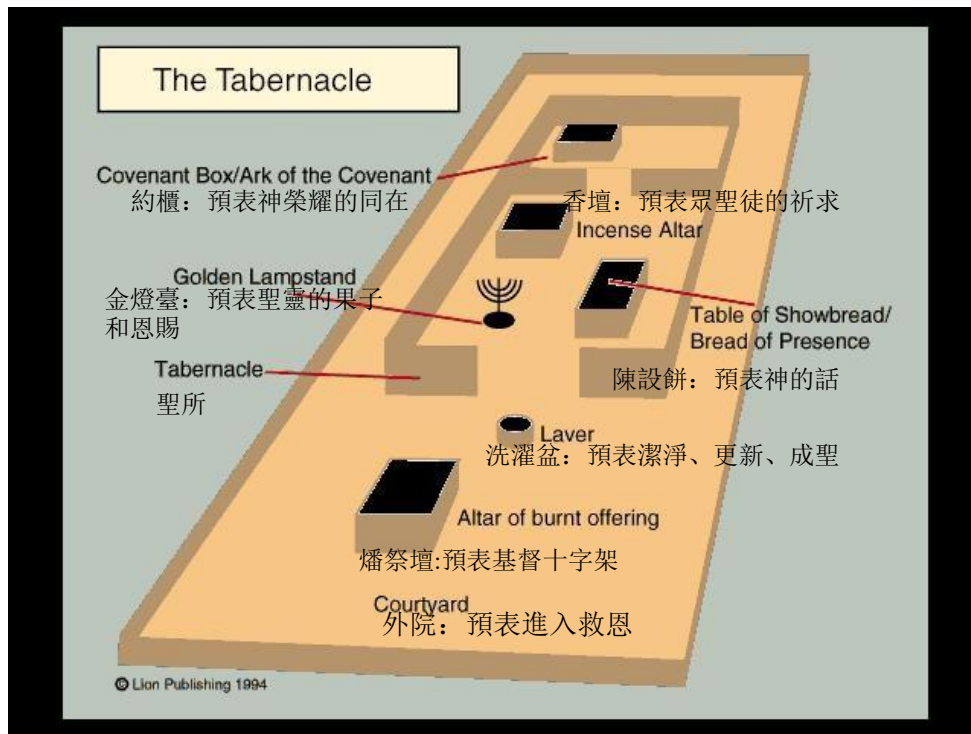 The Tabernacle
Covenant Box/Ark of the Covenant
約櫃：預表神榮耀的同在
香壇：預表眾聖徒的祈求
Incense Altar
Golden Lampstand
金燈臺：預表聖靈的果子
和恩賜
Table of Showbread/
Bread of Presence
陳設餅：預表神的話
Tabernacle
聖所
Laver
洗濯盆：預表潔淨、更新、成聖
Altar of burnt offering
燔祭壇:預表基督十字架
Courtyard
外院：預表進入救恩
© Lion Publishing 1994